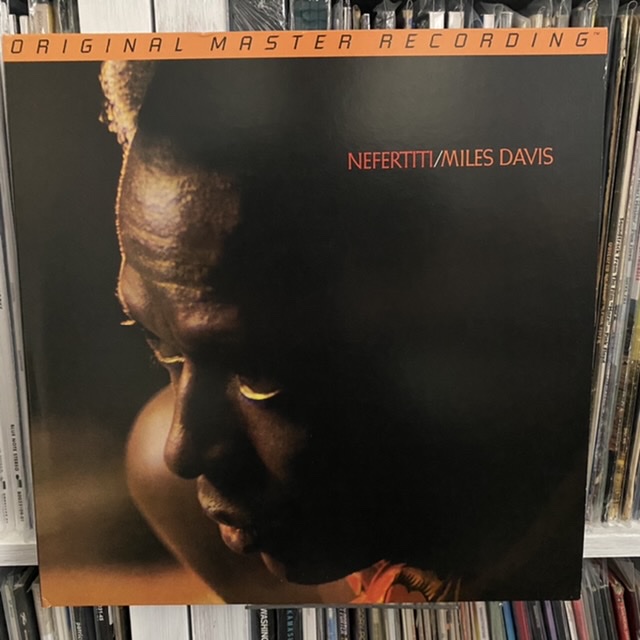 ORIGINAL MASTER RECORDING™
NEFERTITI/MILES DAVIS